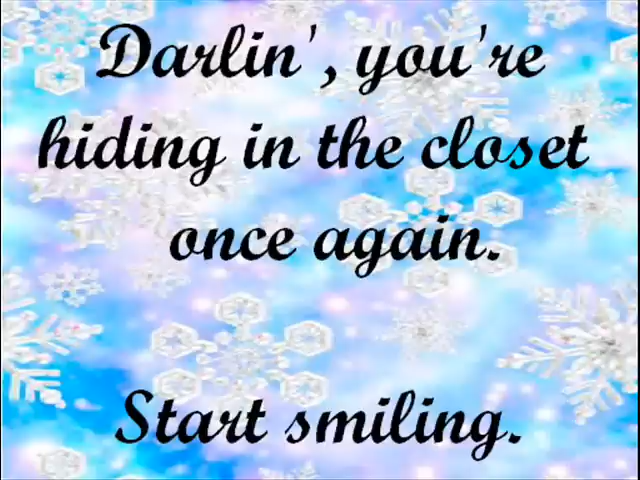 Darlin', you're
hiding in the closet
once again.
Start smiling.